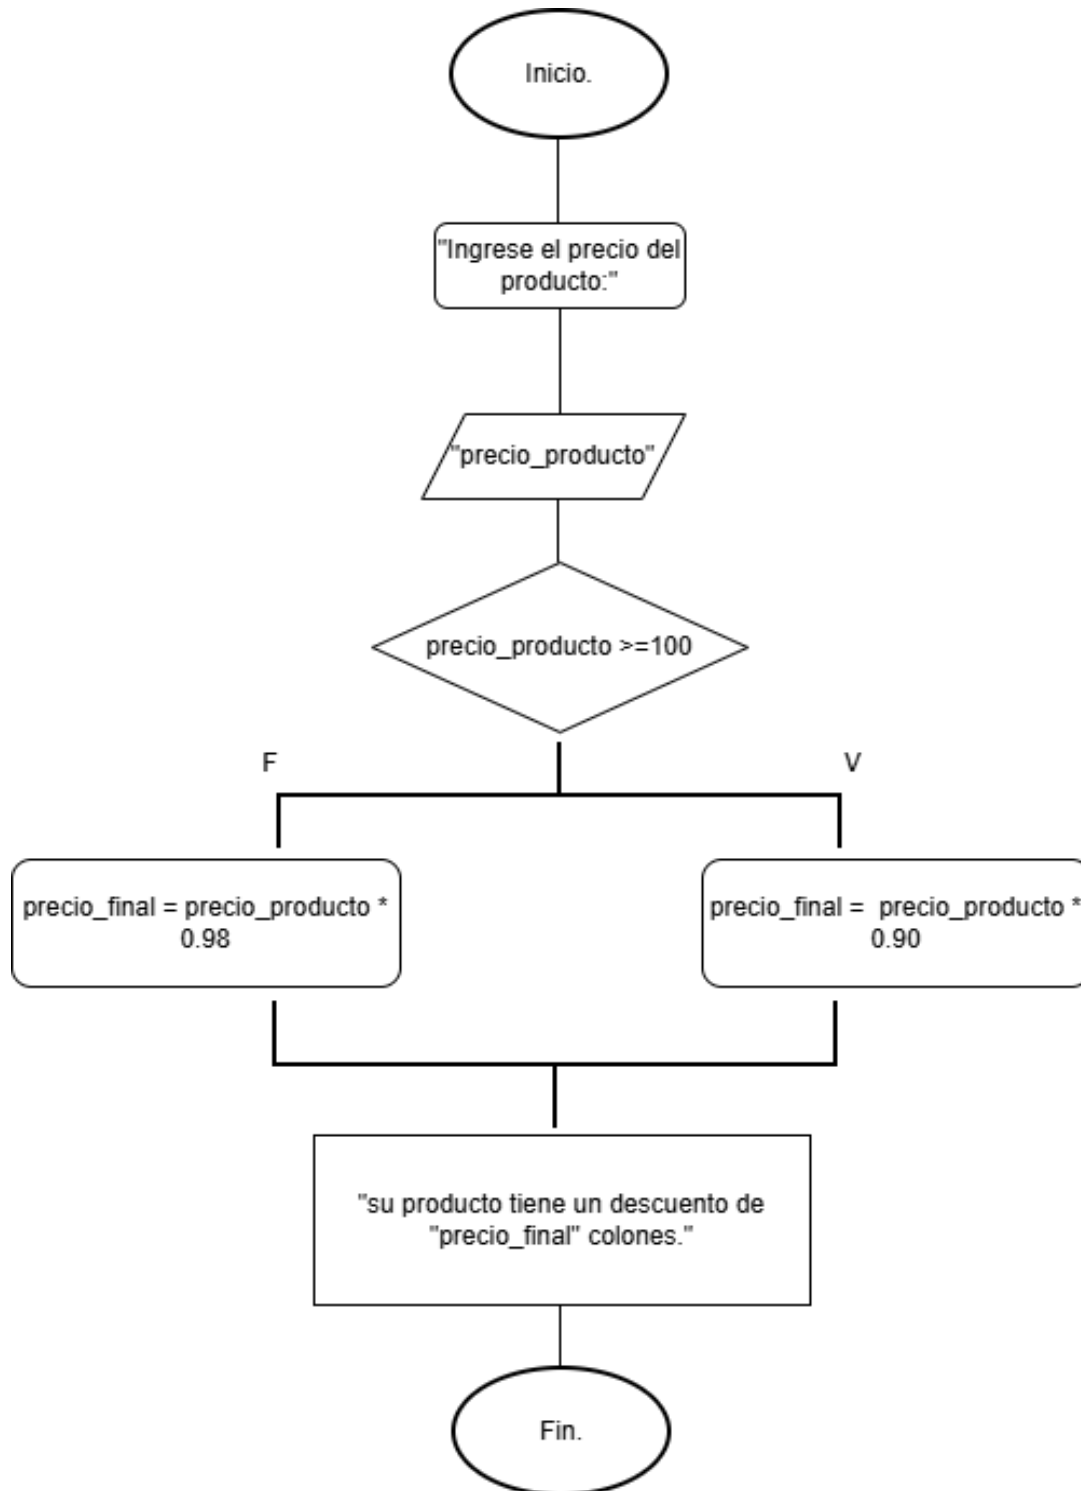 Inicio.
"Ingrese el precio del
producto:"
"precio_producto"
precio_producto >=100
F
V
precio_final = precio_producto *
0.98
precio_final =  precio_producto *
0.90
"su producto tiene un descuento de
"precio_final" colones."
Fin.